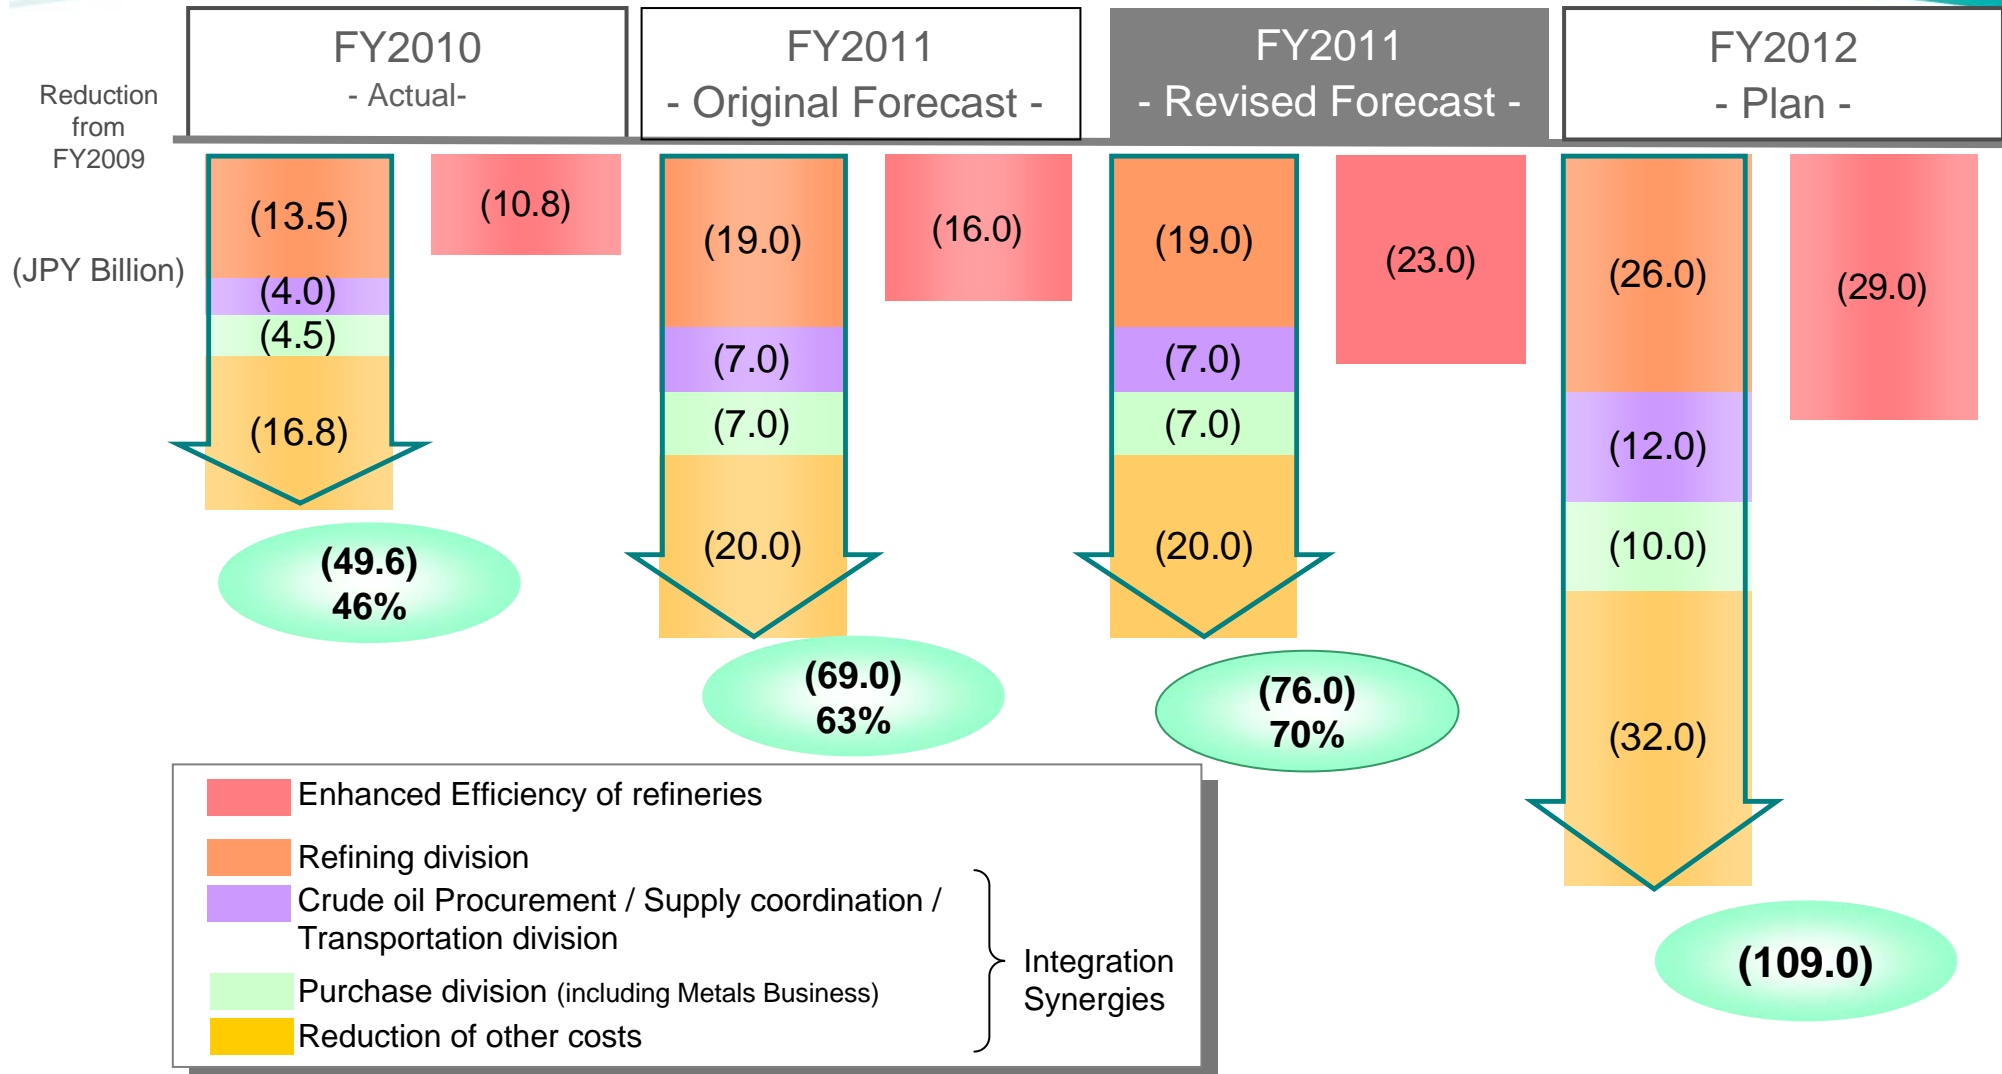 FY2010
- Actual-
FY2011
- Original Forecast -
FY2011
- Revised Forecast -
FY2012
- Plan -
Reduction
from
FY2009
(JPY Billion)
(13.5)
(4.0)
(4.5)
(16.8)
(10.8)
(49.6)
46%
(19.0)
(7.0)
(7.0)
(20.0)
(16.0)
(69.0)
63%
(19.0)
(7.0)
(7.0)
(20.0)
(23.0)
(76.0)
70%
(26.0)
(12.0)
(10.0)
(32.0)
(29.0)
(109.0)
Enhanced Efficiency of refineries
Refining division
Crude oil Procurement / Supply coordination /
Transportation division
Purchase division (including Metals Business)
Reduction of other costs
Integration
Synergies